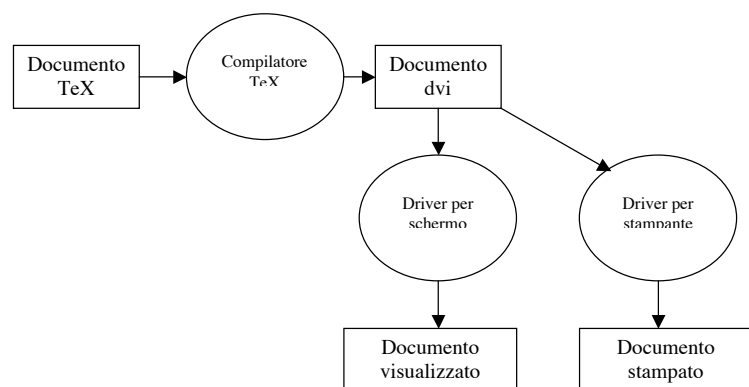 Documento
TeX
Compilatore
TeX
Documento
dvi
Driver per
schermo
Driver per
stampante
Documento
visualizzato
Documento
stampato